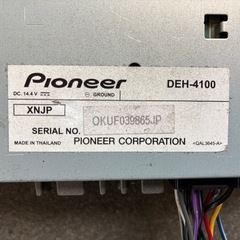 Pioneer DEH-4100
DC. 14.4 V GROUND
XNJP
SERIAL NO. OKUF039865JP
MADE IN THAILAND PIONEER CORPORATION <QAL3645-A>